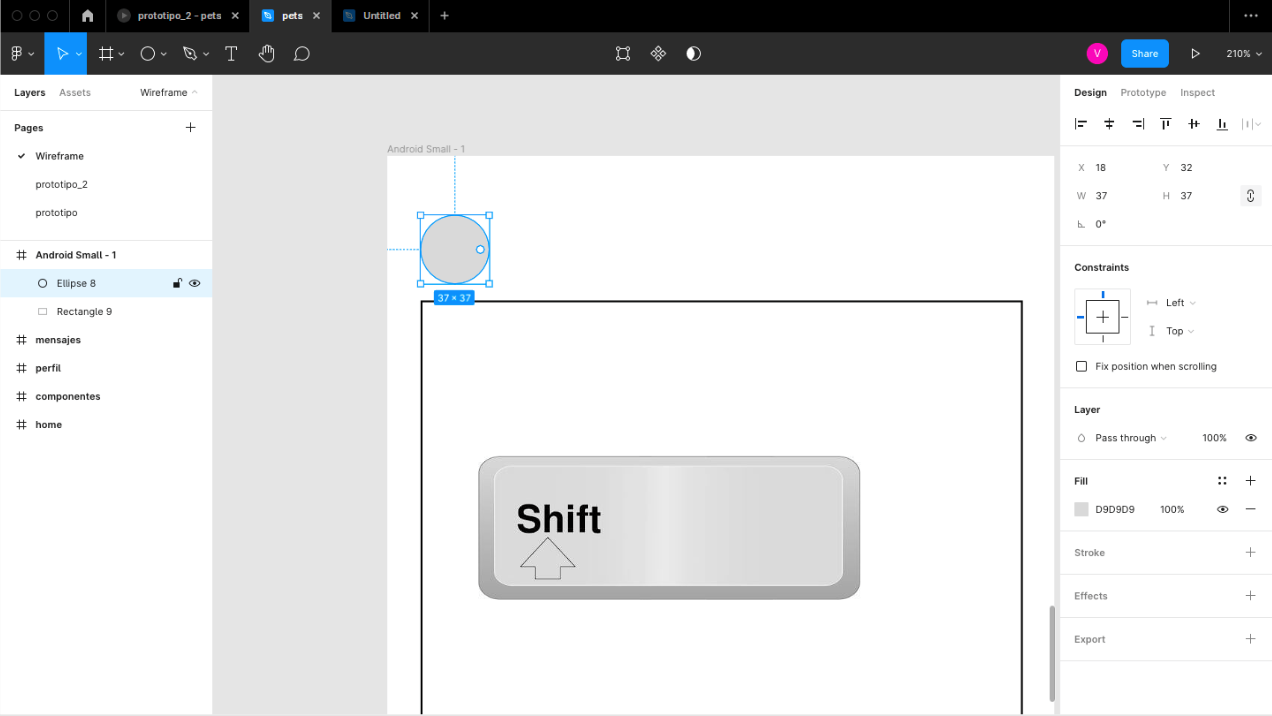 prototipo_2 - pets
pets
Untitled
V
Share
210%
Layers
Assets
Wireframe
Pages
Wireframe
prototipo_2
prototipo
Android Small - 1
Ellipse 8
Rectangle 9
mensajes
perfil
componentes
home
Android Small - 1
37 × 37
Shift
Design
Prototype
Inspect
X 18 Y 32
W 37 H 37
0°
Constraints
Left
Top
Fix position when scrolling
Layer
Pass through 100%
Fill
D9D9D9 100%
Stroke
Effects
Export